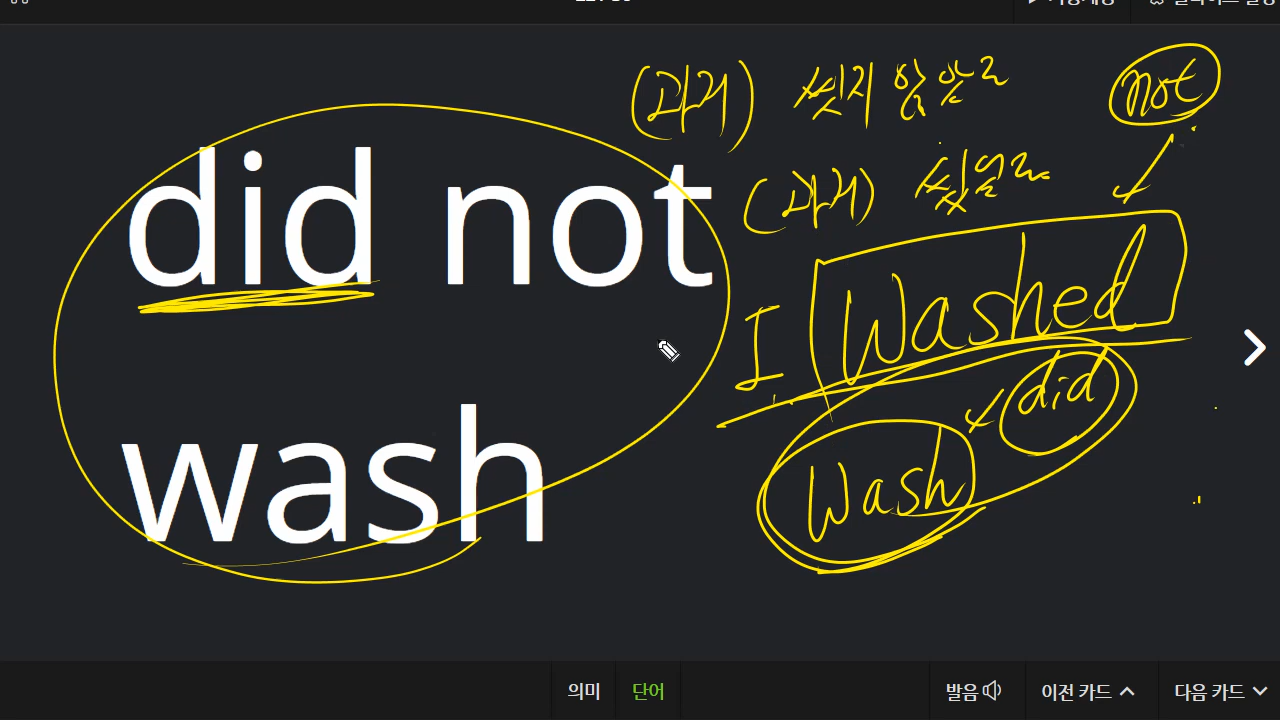 (과거) 씻지 않았고 not
did not
(과거) 씻었고
I Washed
did
wash
Wash
의미 단어 발음 이전 카드 다음 카드